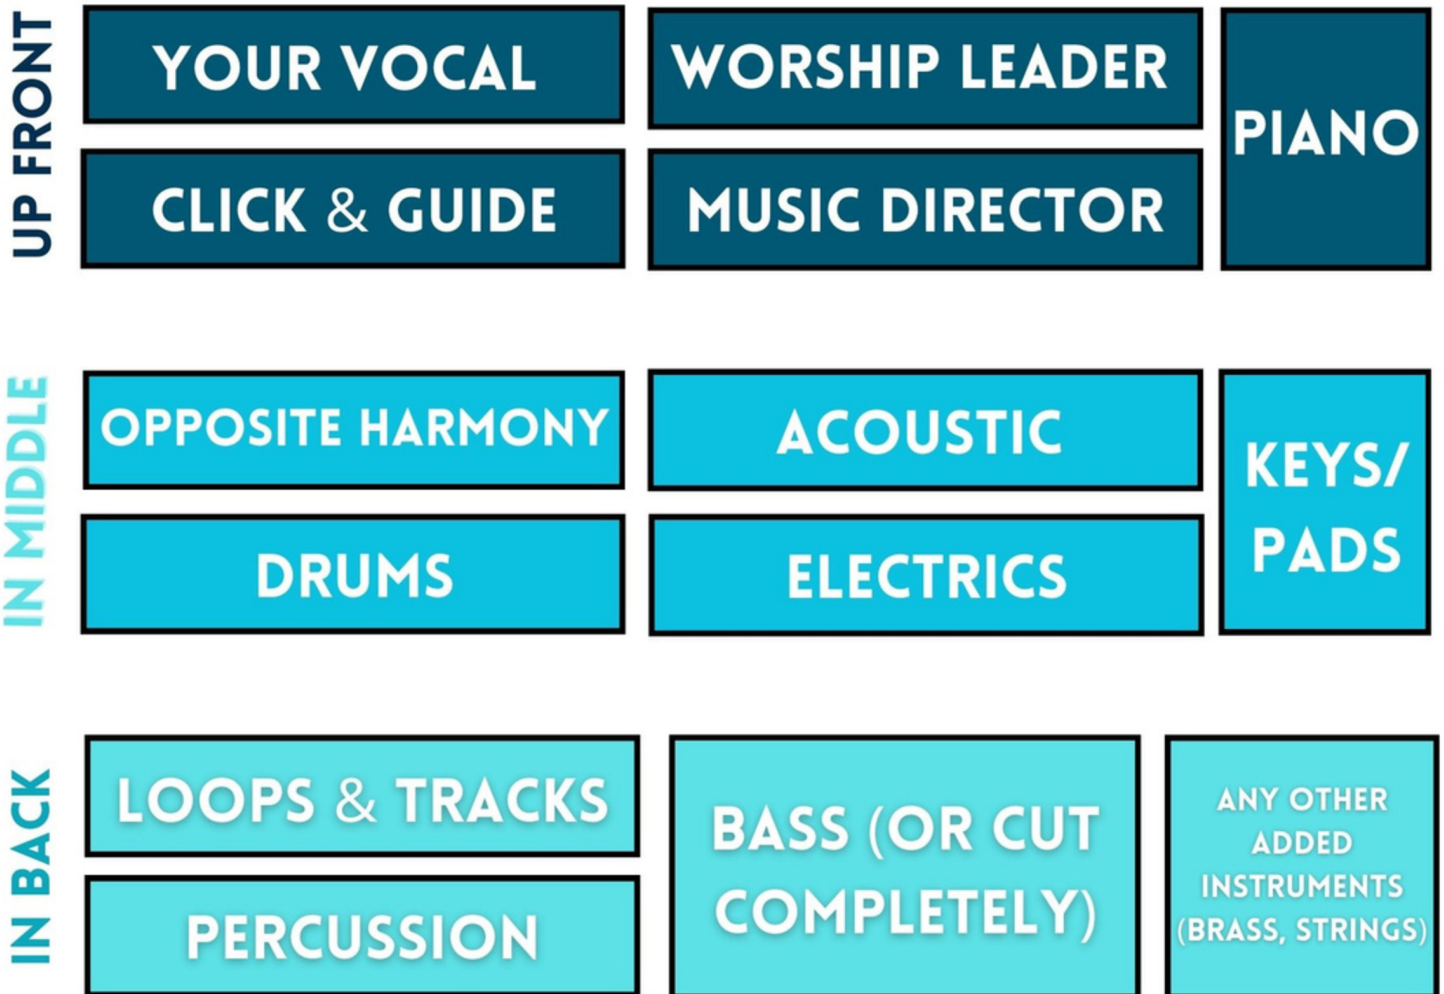 UP FRONT
YOUR VOCAL
WORSHIP LEADER
PIANO
CLICK & GUIDE
MUSIC DIRECTOR
IN MIDDLE
OPPOSITE HARMONY
ACOUSTIC
KEYS/
PADS
DRUMS
ELECTRICS
IN BACK
LOOPS & TRACKS
PERCUSSION
BASS (OR CUT
COMPLETELY)
ANY OTHER
ADDED
INSTRUMENTS
(BRASS, STRINGS)